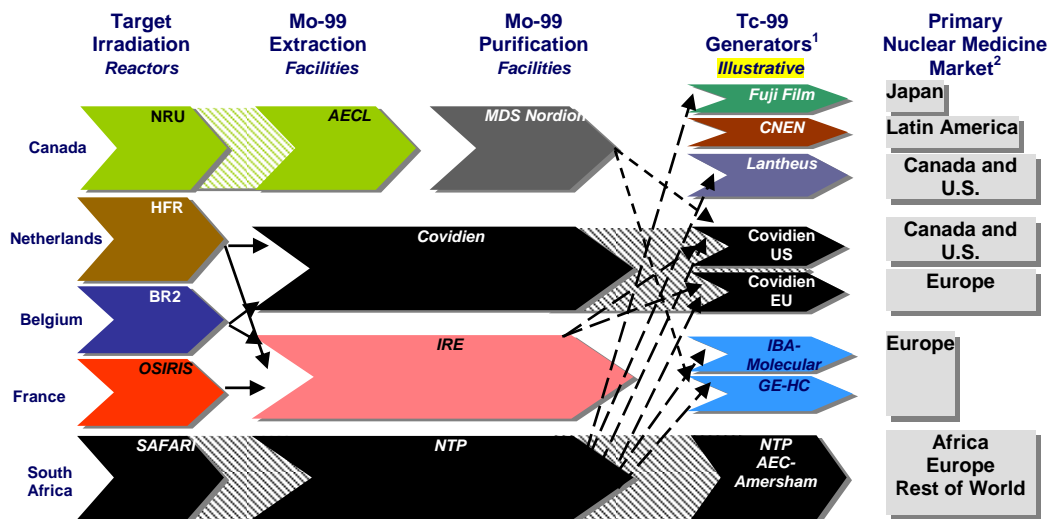 Target
Irradiation
Reactors
Mo-99
Extraction
Facilities
Mo-99
Purification
Facilities
Tc-99
Generators1
Illustrative
Primary
Nuclear Medicine
Market2
Canada
NRU
AECL
MDS Nordion
Fuji Film
Japan
CNEN
Latin America
Lantheus
Canada and
U.S.
Netherlands
HFR
Covidien
Covidien
US
Canada and
U.S.
Covidien
EU
Europe
Belgium
BR2
IRE
IBA-
Molecular
Europe
France
OSIRIS
GE-HC
South
Africa
SAFARI
NTP
NTP
AEC-
Amersham
Africa
Europe
Rest of World